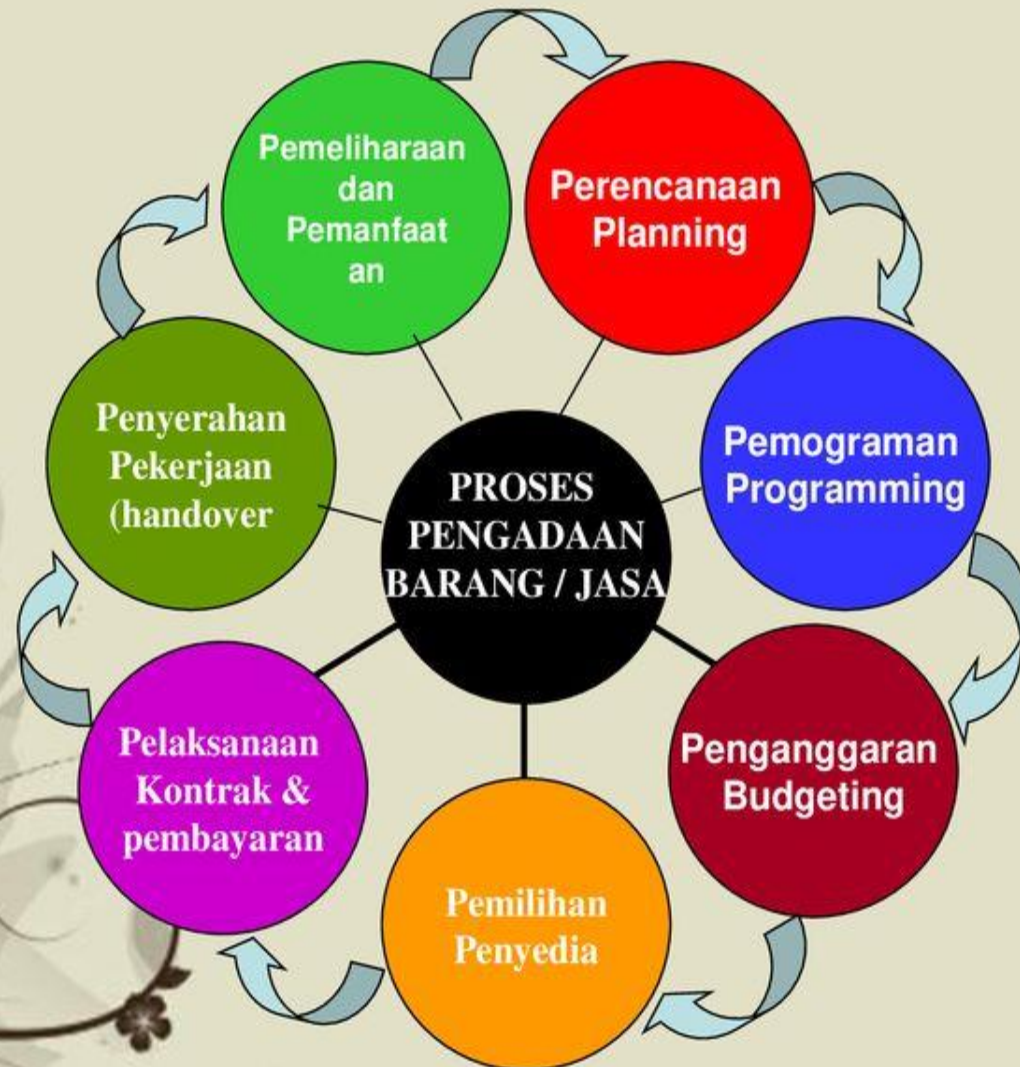 Pemeliharaan
dan
Pemanfaat
an
Perencanaan
Planning
Pemograman
Programming
Penganggaran
Budgeting
Pemilihan
Penyedia
Pelaksanaan
Kontrak &
pembayaran
Penyerahan
Pekerjaan
(handover
PROSES
PENGADAAN
BARANG / JASA